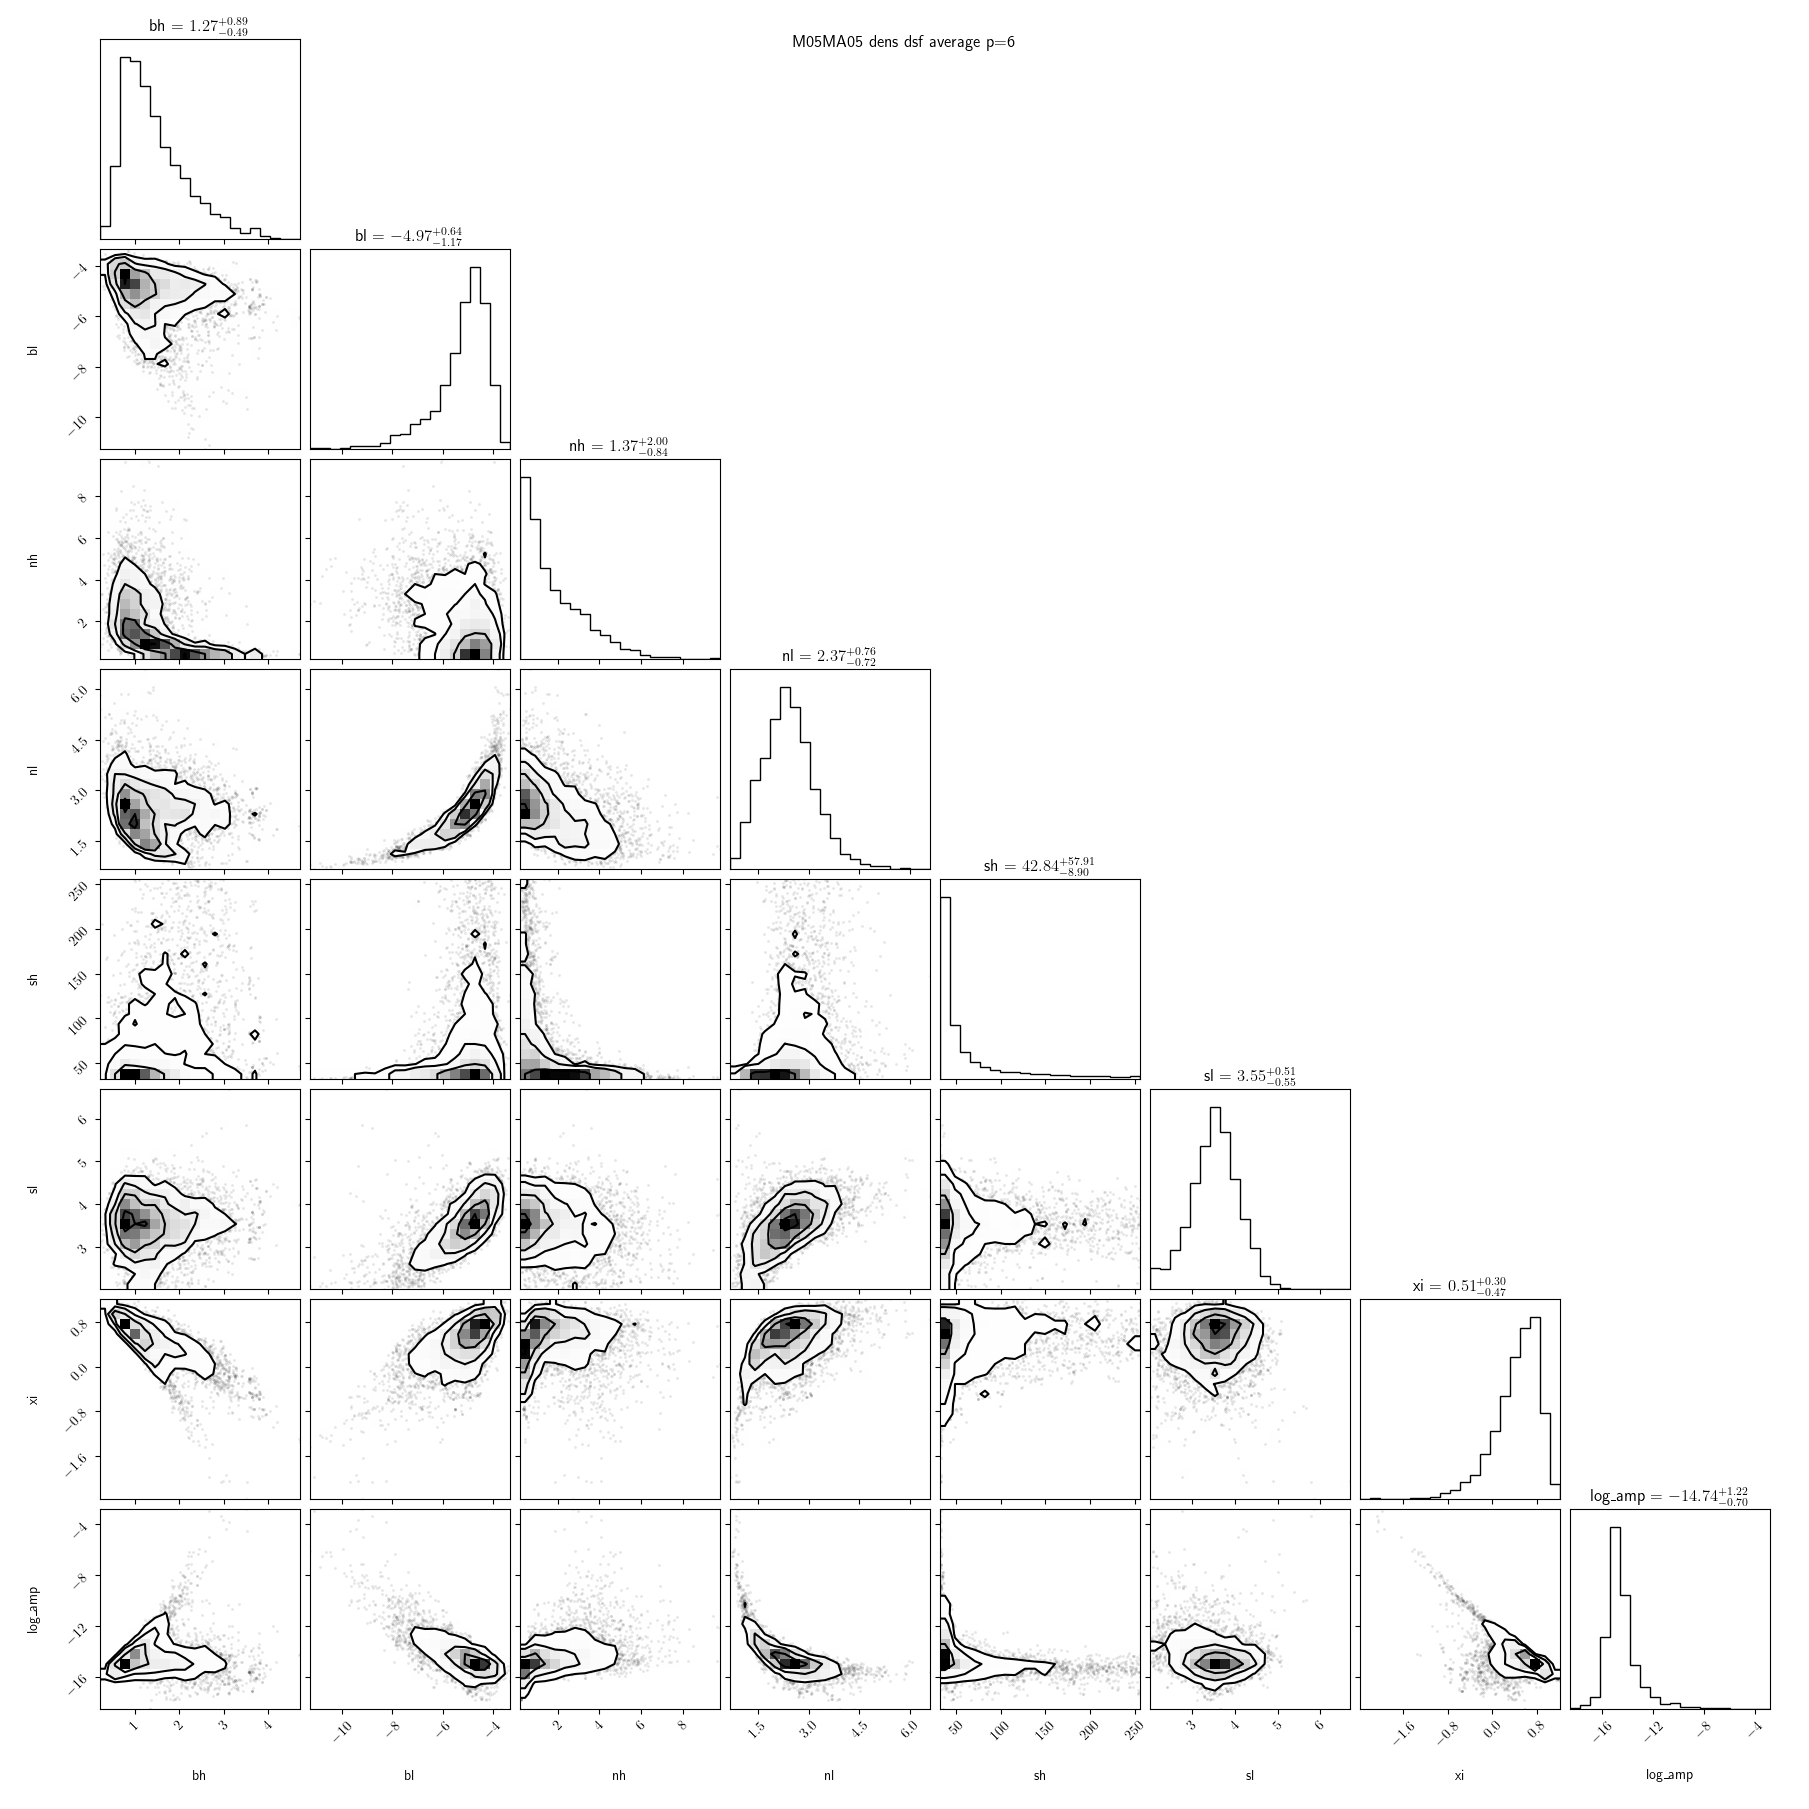 bh = 1.27^{+0.89}_{-0.49}
M05MA05 dens dsf average p=6
bl = −4.97^{+0.64}_{-1.17}
−4
−6
−8
−10
bl
nh = 1.37^{+2.00}_{-0.84}
8
6
4
2
nh
nl = 2.37^{+0.76}_{-0.72}
6.0
4.5
3.0
1.5
nl
sh = 42.84^{+57.91}_{-8.90}
250
200
150
100
50
sh
sl = 3.55^{+0.51}_{-0.55}
6
5
4
3
sl
xi = 0.51^{+0.30}_{-0.47}
0.8
0.0
−0.8
−1.6
xi
log_amp = −14.74^{+1.22}_{-0.70}
−4
−8
−12
−16
log_amp
1 2 3 4 −10 −8 −6 −4 2 4 6 8 1.5 3.0 4.5 6.0 50 100 150 200 250 3 4 5 6 −1.6 −0.8 0.0 0.8 −16 −12 −8 −4
bh bl nh nl sh sl xi log_amp